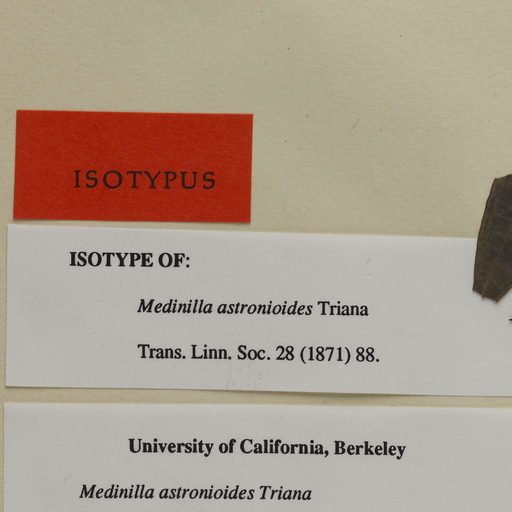 ISOTYPUS
ISOTYPE OF:
Medinilla astronioides Triana
Trans. Linn. Soc. 28 (1871) 88.
University of California, Berkeley
Medinilla astronioides Triana